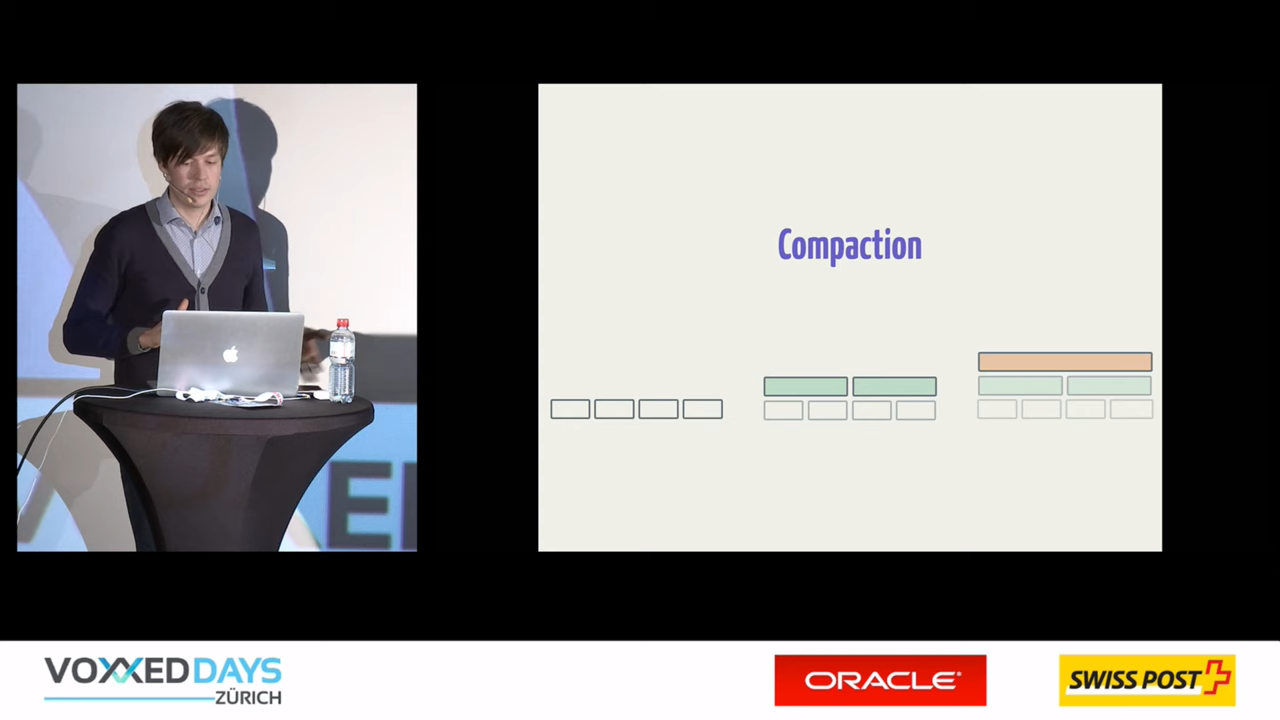 Compaction
VOXXED DAYS
ZÜRICH
ORACLE®
SWISS POST